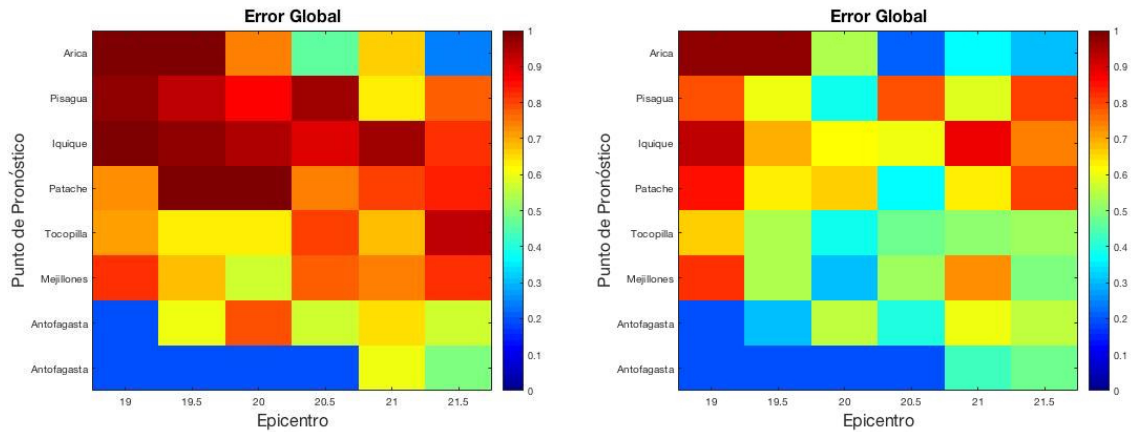 Error Global
Punto de Pronóstico
Arica
Pisagua
Iquique
Patache
Tocopilla
Mejillones
Antofagasta
Antofagasta
19 19.5 20 20.5 21 21.5
Epicentro
1
0.9
0.8
0.7
0.6
0.5
0.4
0.3
0.2
0.1
0
Error Global
Punto de Pronóstico
Arica
Pisagua
Iquique
Patache
Tocopilla
Mejillones
Antofagasta
Antofagasta
19 19.5 20 20.5 21 21.5
Epicentro
1
0.9
0.8
0.7
0.6
0.5
0.4
0.3
0.2
0.1
0